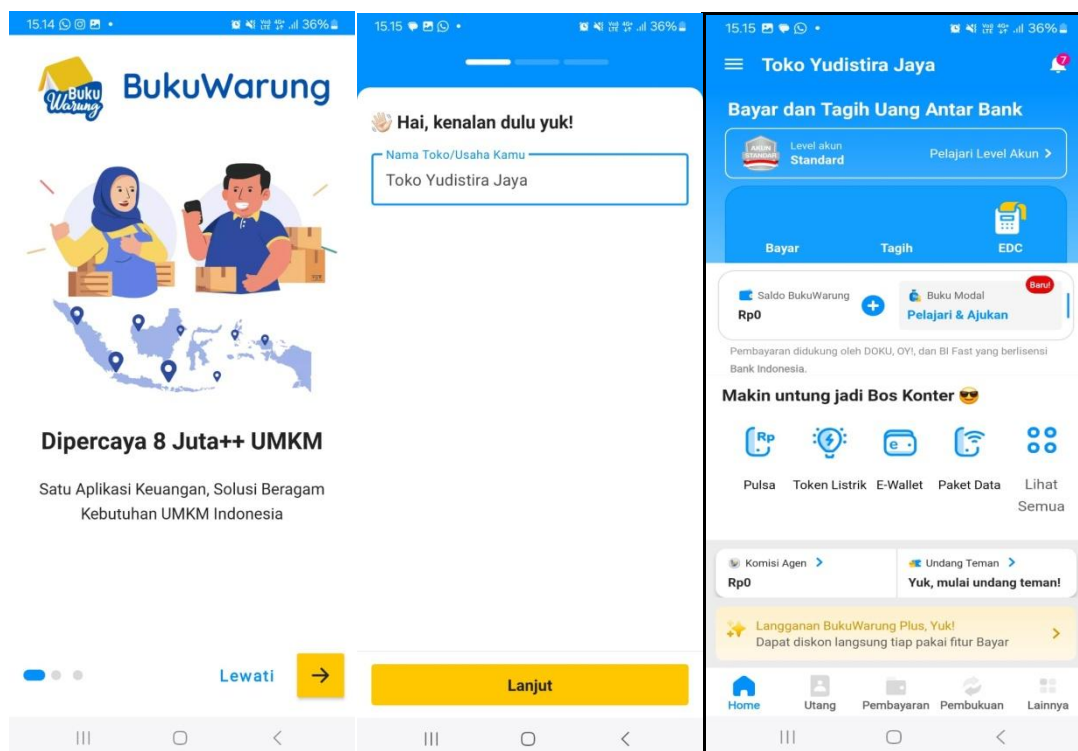 15.14
36%
Buku
Warung
BukuWarung
Dipercaya 8 Juta++ UMKM
Satu Aplikasi Keuangan, Solusi Beragam
Kebutuhan UMKM Indonesia
Lewati
15.15
36%
👋 Hai, kenalan dulu yuk!
Nama Toko/Usaha Kamu
Toko Yudistira Jaya
Lanjut
15.15
36%
Toko Yudistira Jaya
7
Bayar dan Tagih Uang Antar Bank
AKUN
STANDAR
Level akun
Standard
Pelajari Level Akun >
Bayar
Tagih
EDC
Saldo BukuWarung
Rp0
Buku Modal
Baru!
Pelajari & Ajukan
Pembayaran didukung oleh DOKU, OY!, dan BI Fast yang berlisensi
Bank Indonesia.
Makin untung jadi Bos Konter 😎
Rp
e
Pulsa
Token Listrik
E-Wallet
Paket Data
Lihat
Semua
Komisi Agen >
Rp0
Undang Teman >
Yuk, mulai undang teman!
Langganan BukuWarung Plus, Yuk!
Dapat diskon langsung tiap pakai fitur Bayar
Home
Utang
Pembayaran
Pembukuan
Lainnya